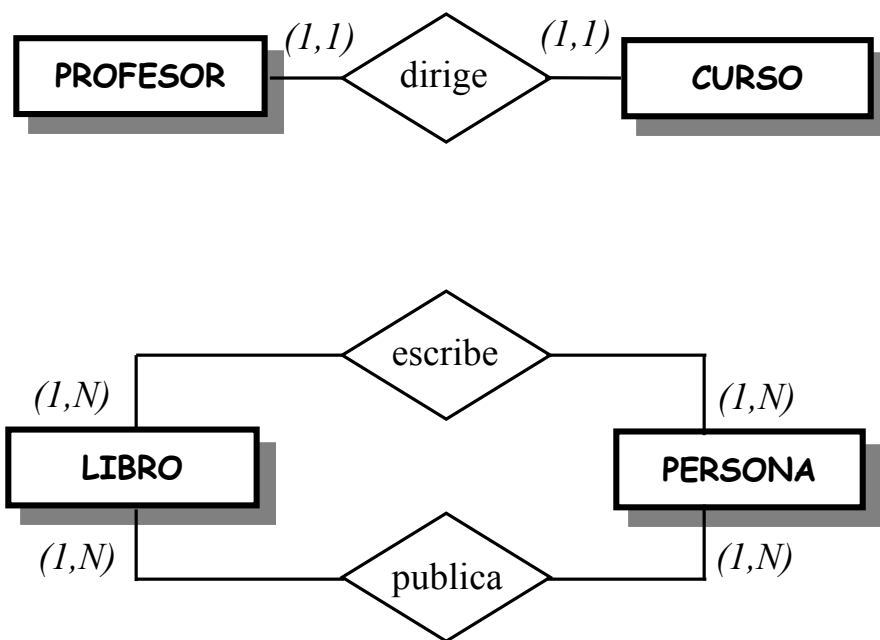 (1,1) (1,1)
PROFESOR dirige CURSO
escribe
(1,N) (1,N)
LIBRO PERSONA
(1,N) (1,N)
publica